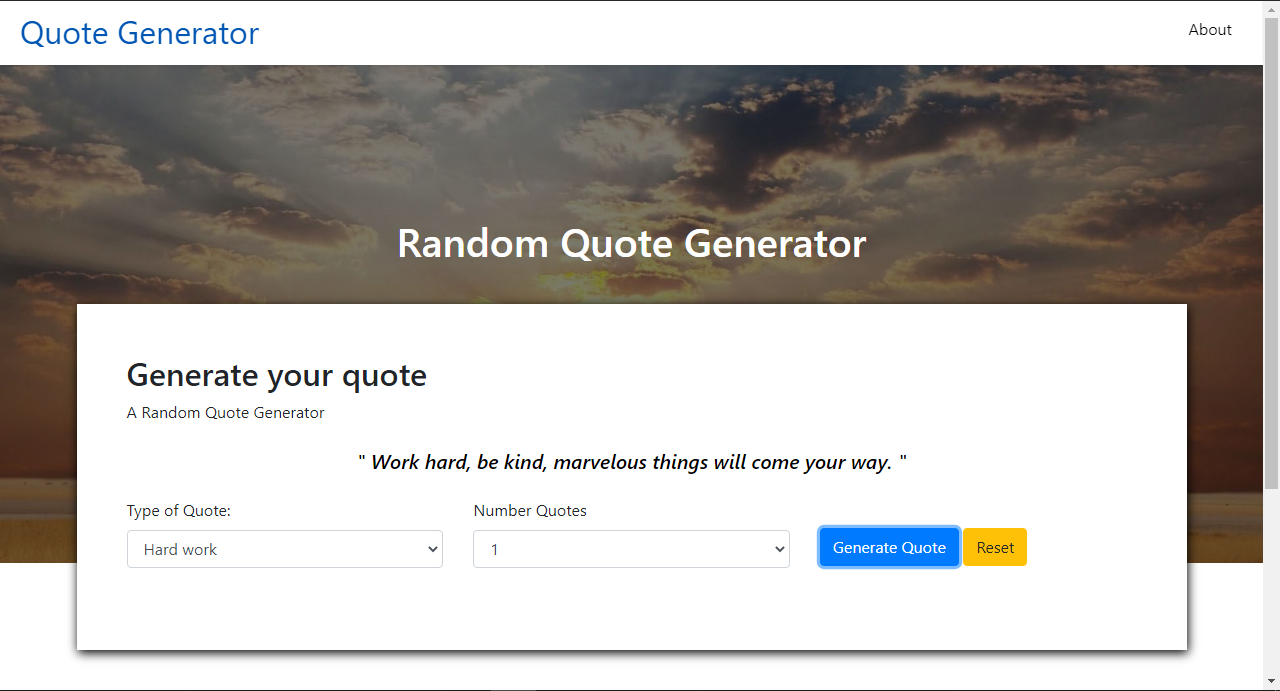 Quote Generator
About
Random Quote Generator
Generate your quote
A Random Quote Generator
" Work hard, be kind, marvelous things will come your way. "
Type of Quote:
Number Quotes
Hard work
1
Generate Quote
Reset